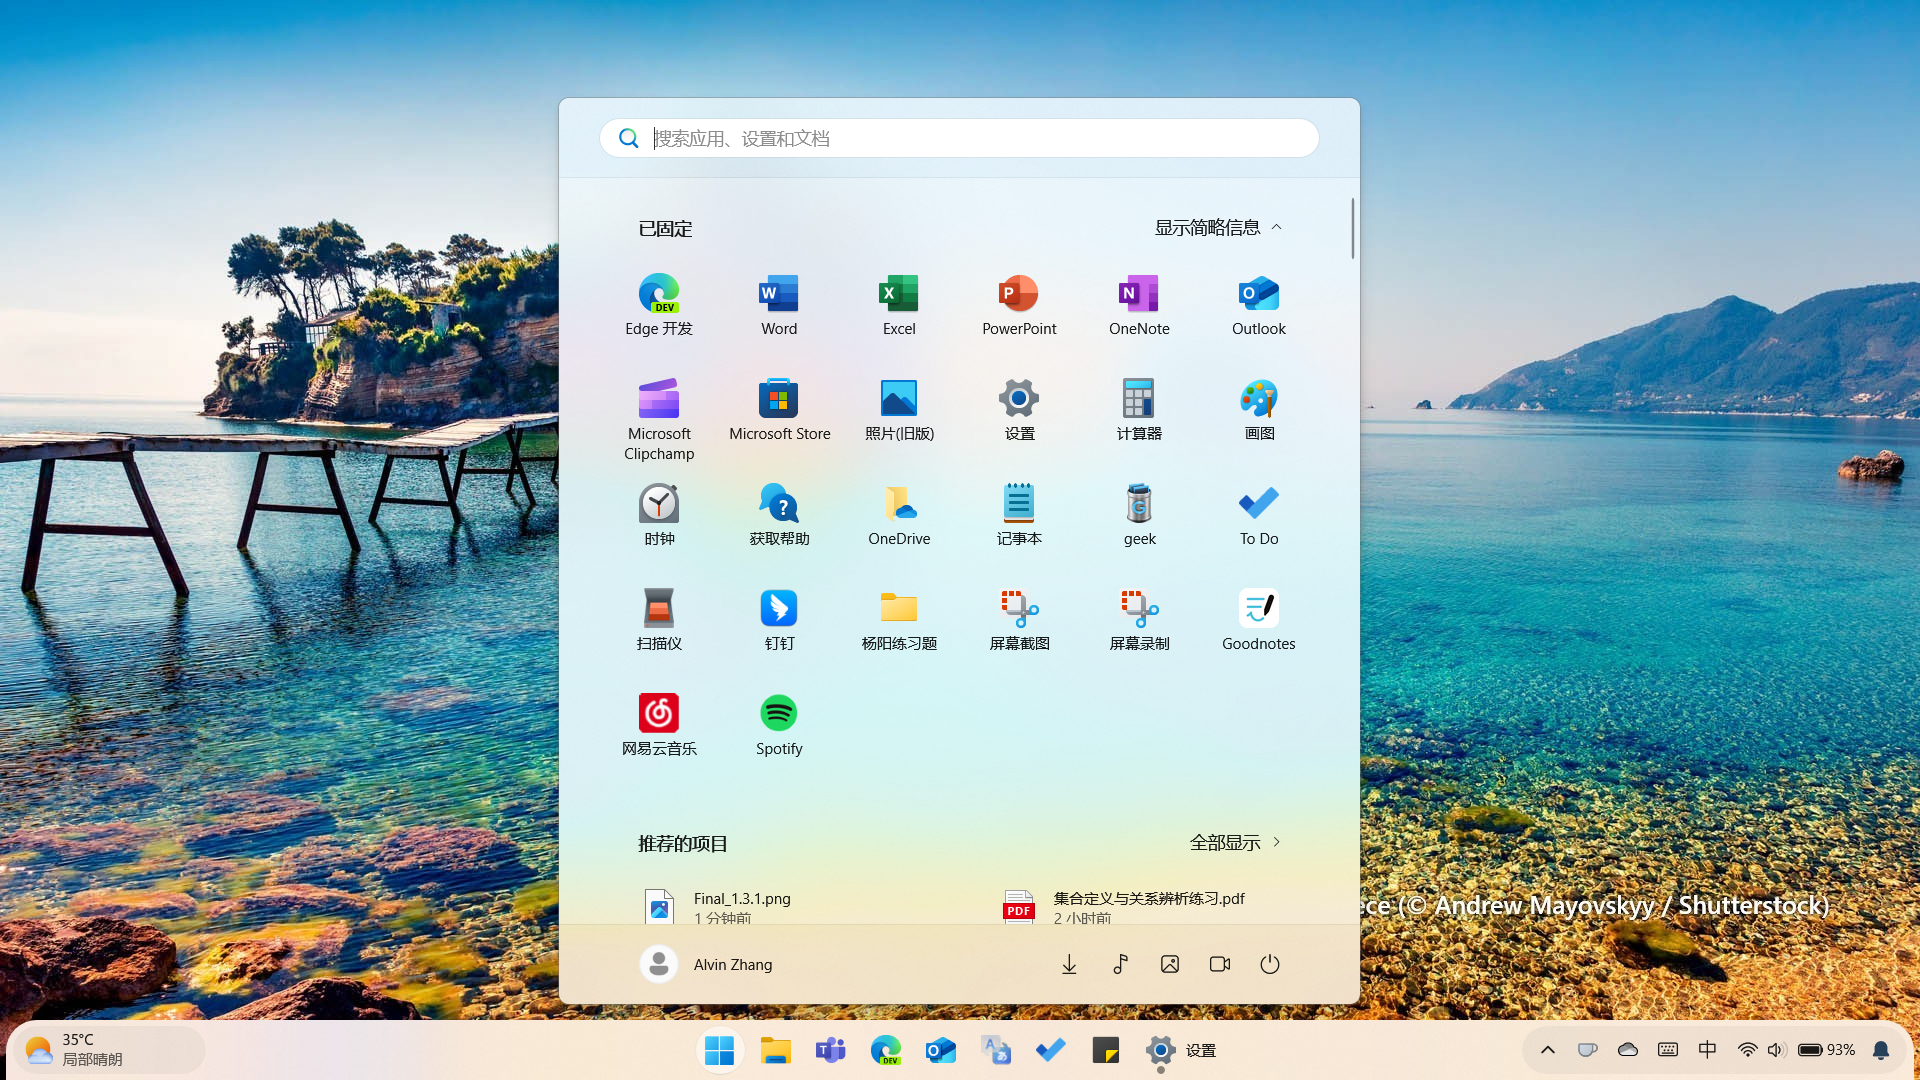 搜索应用、设置和文档
已固定
显示简略信息
Edge 开发
Word
Excel
PowerPoint
OneNote
Outlook
Microsoft Clipchamp
Microsoft Store
照片(旧版)
设置
计算器
画图
时钟
获取帮助
OneDrive
记事本
geek
To Do
扫描仪
钉钉
杨阳练习题
屏幕截图
屏幕录制
Goodnotes
网易云音乐
Spotify
推荐的项目
全部显示
Final_1.3.1.png
1 分钟前
PDF
集合定义与关系辨析练习.pdf
2 小时前
ece (© Andrew Mayovskyy / Shutterstock)
Alvin Zhang
35°C
局部晴朗
DEV
设置
中
93%